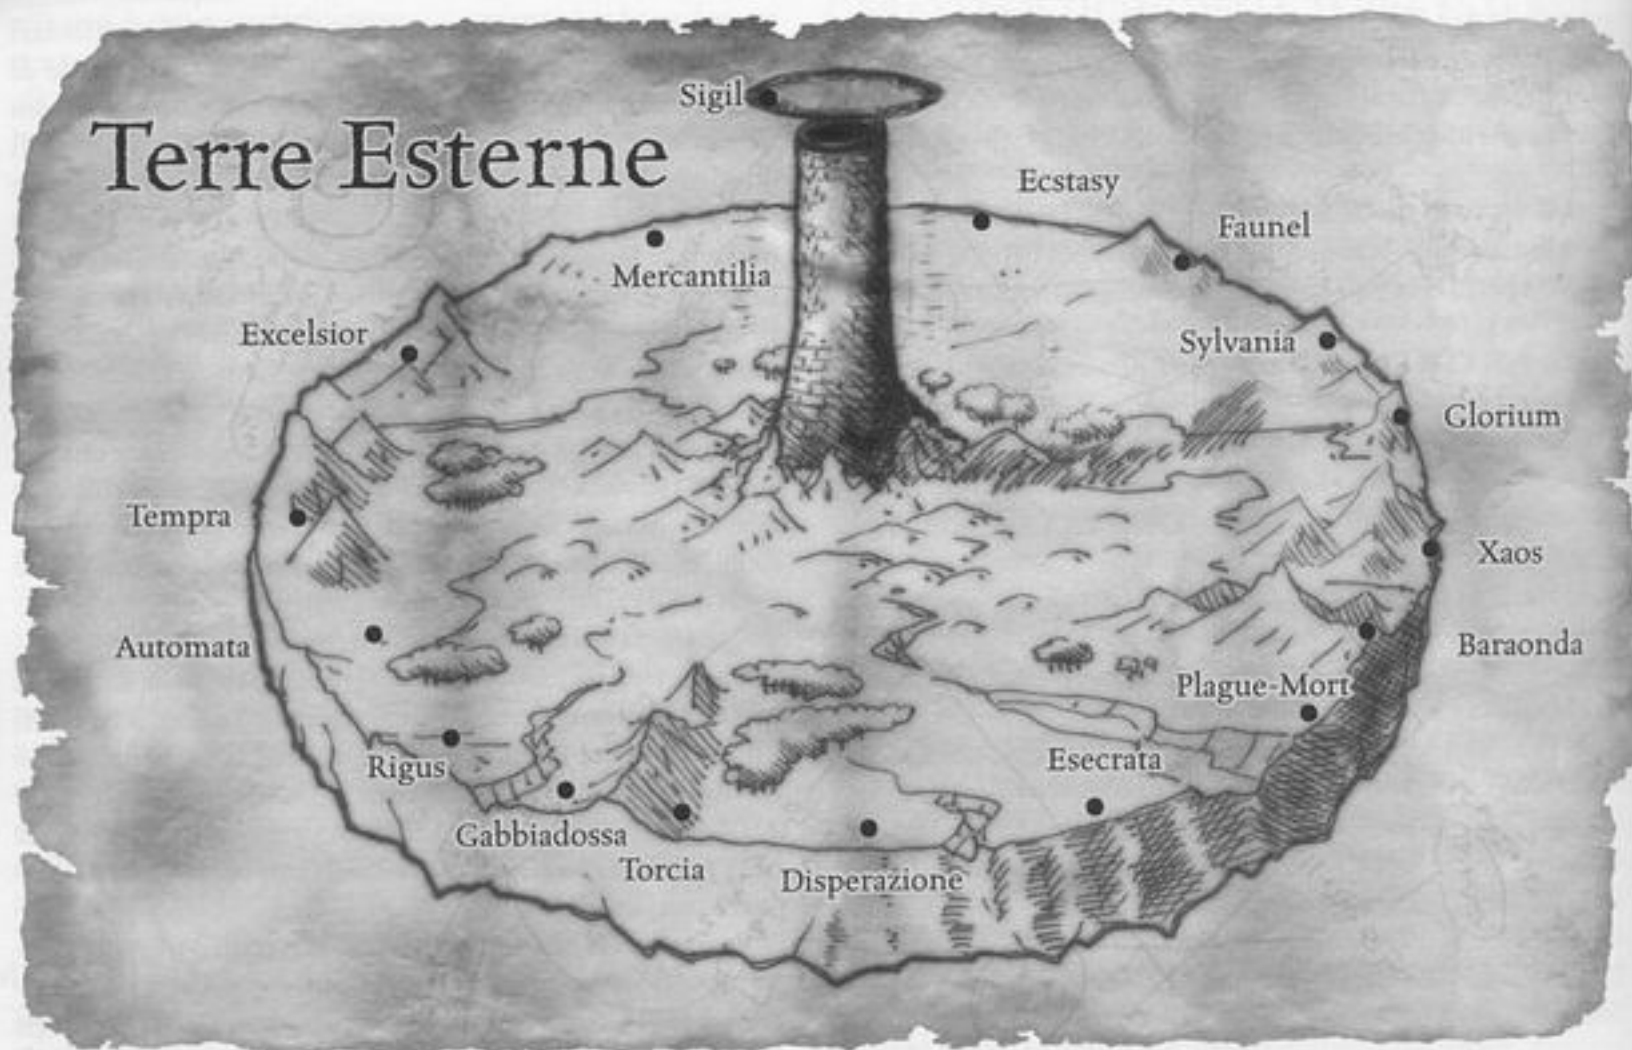 Sigil
Terre Esterne
Ecstasy
Faunel
Mercantilia
Excelsior
Sylvania
Glorium
Tempra
Xaos
Automata
Baraonda
Plague-Mort
Rigus
Esecrata
Gabbiadossa
Torcia
Disperazione